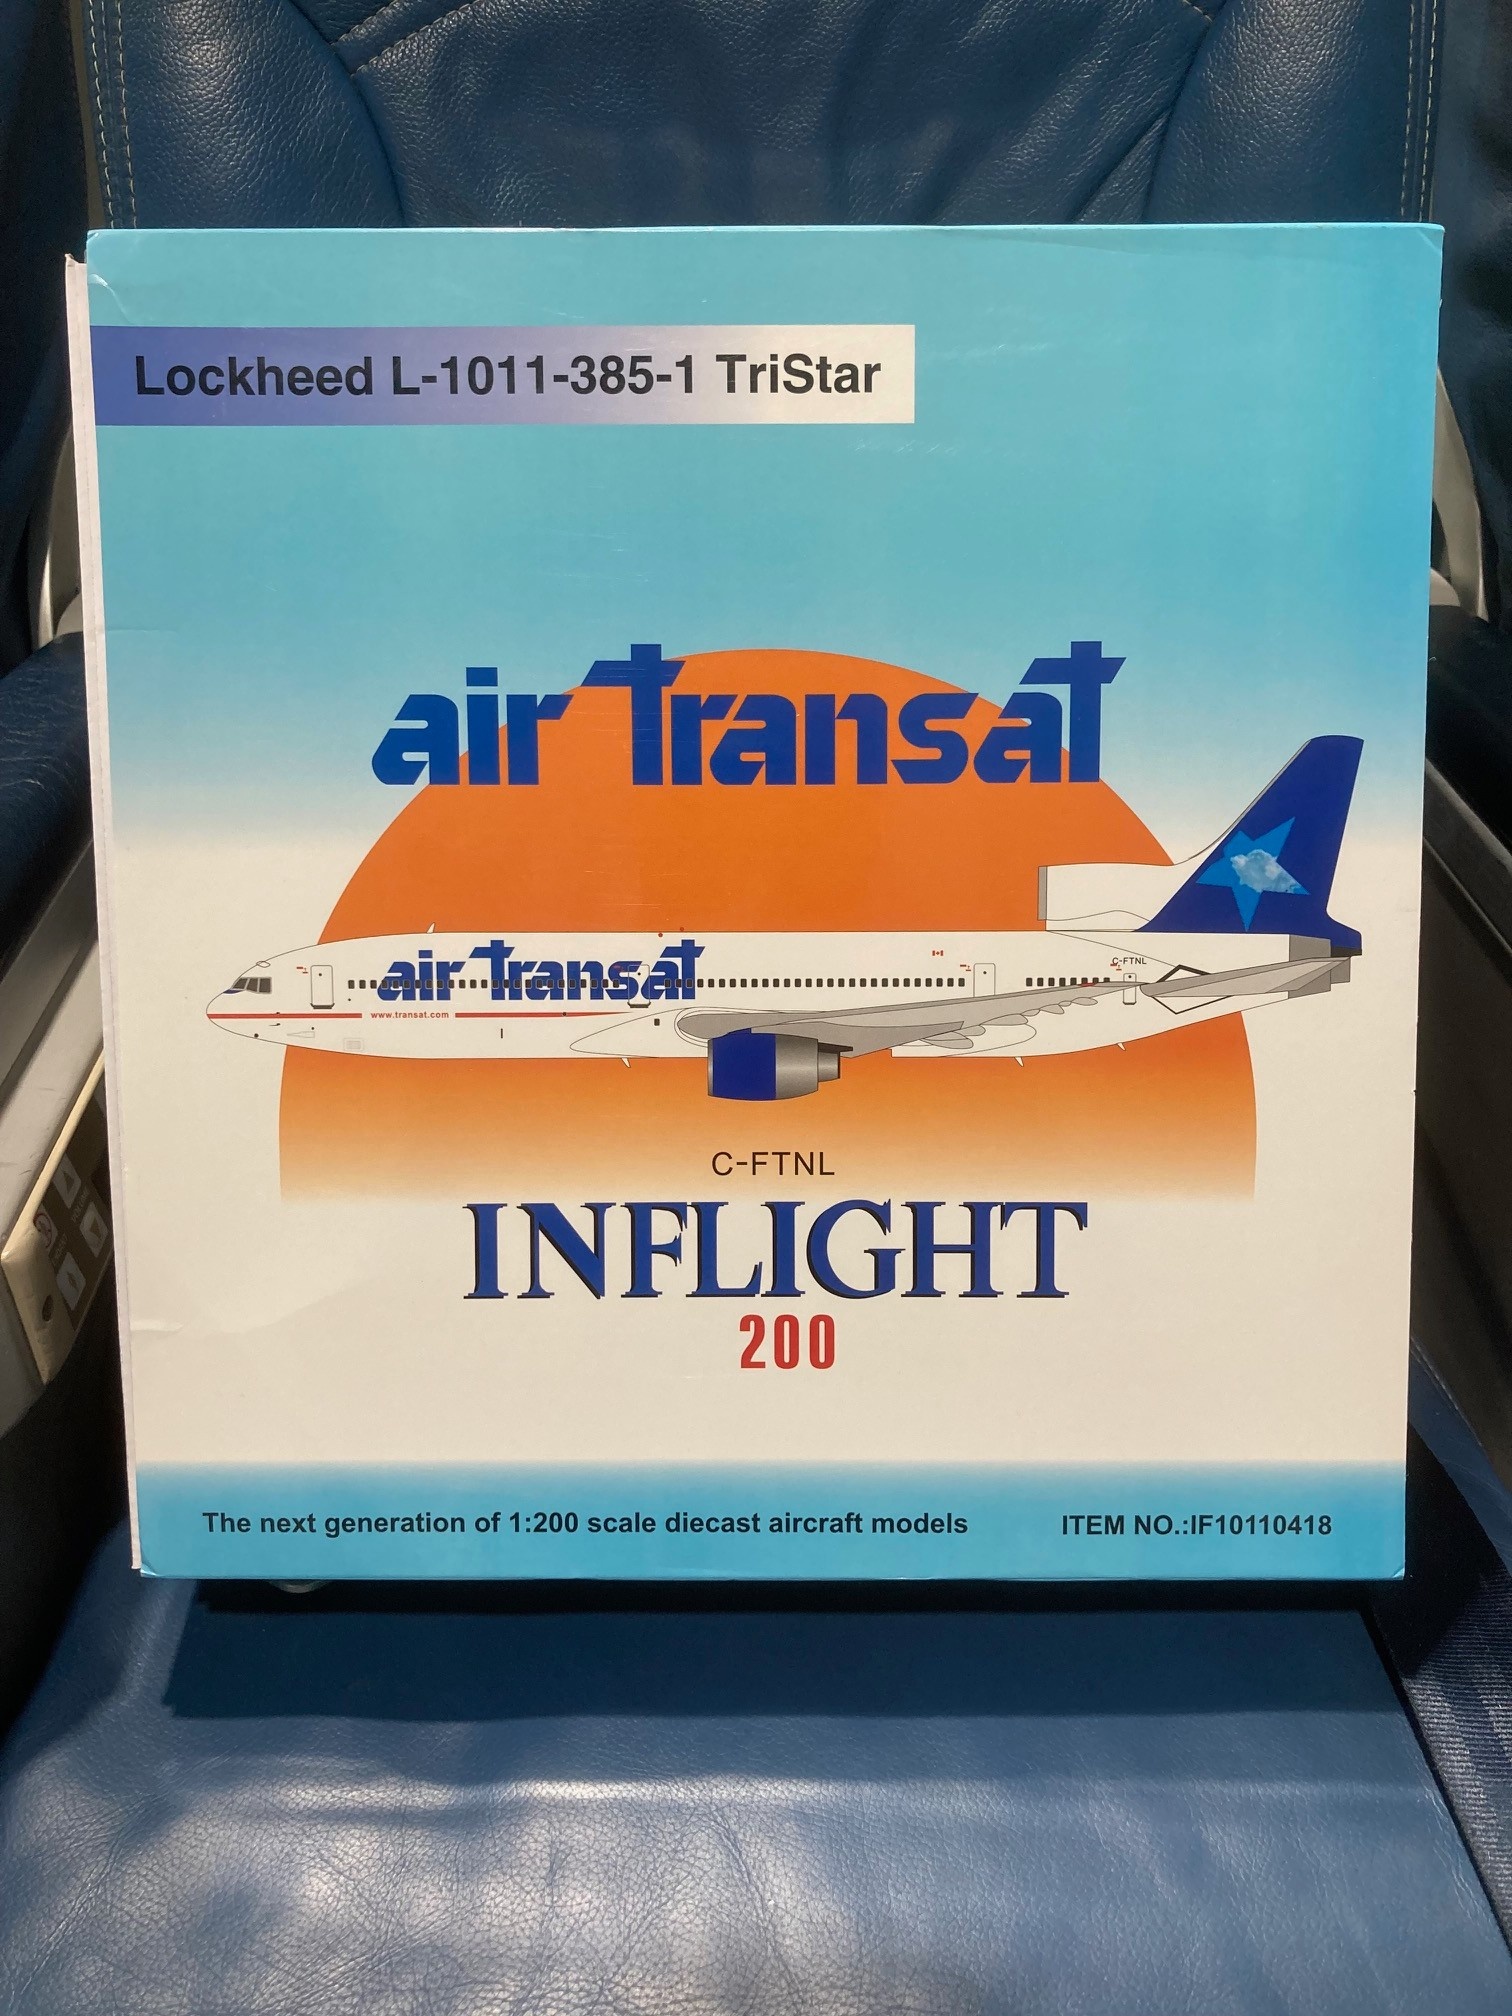 Lockheed L-1011-385-1 TriStar
air transat
air transat
C-FTNL
www.transat.com
C-FTNL
INFLIGHT
200
The next generation of 1:200 scale diecast aircraft models
ITEM NO.:IF10110418